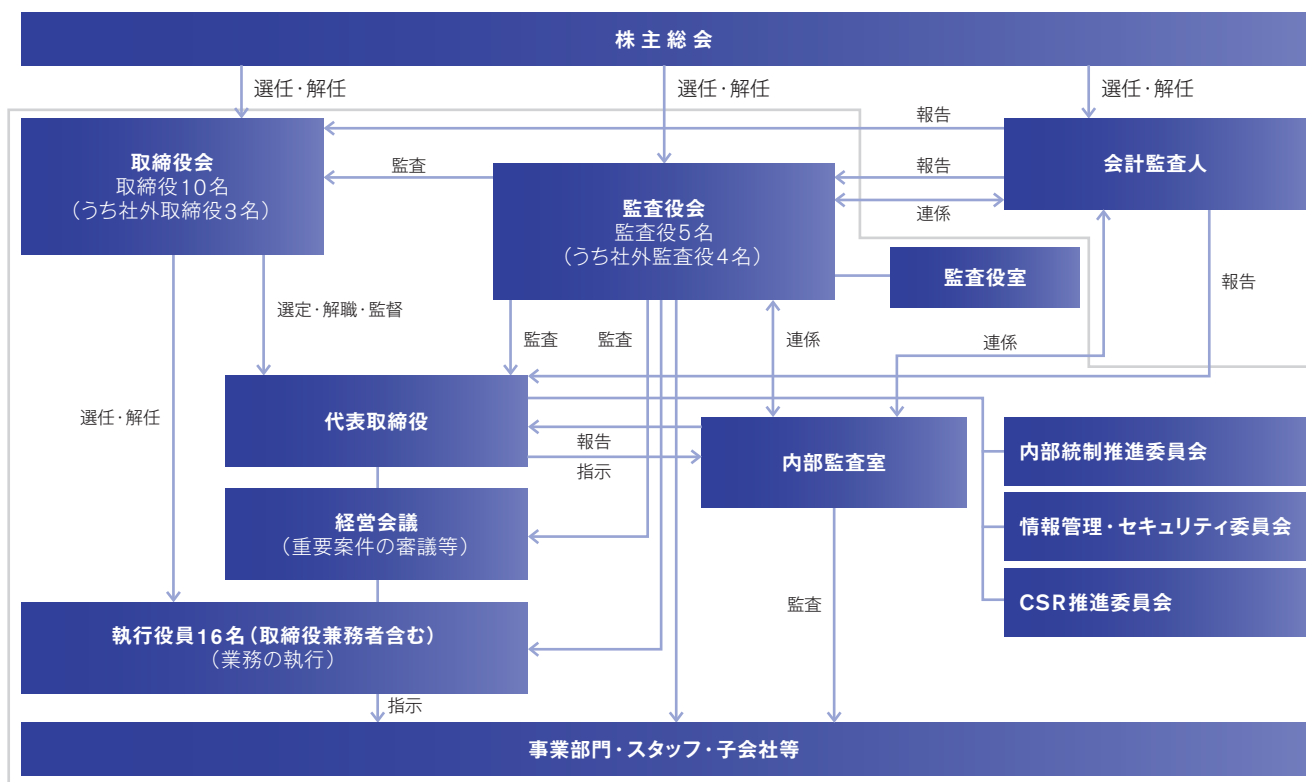 株主総会
選任・解任
選任・解任
選任・解任
報告
取締役会
取締役10名
(うち社外取締役3名)
監査
監査役会
監査役5名
(うち社外監査役4名)
報告
連係
会計監査人
監査役室
報告
選定・解職・監督
監査
監査
連係
連係
選任・解任
代表取締役
報告
指示
内部監査室
内部統制推進委員会
経営会議
(重要案件の審議等)
情報管理・セキュリティ委員会
監査
CSR推進委員会
執行役員16名(取締役兼務者含む)
(業務の執行)
指示
事業部門・スタッフ・子会社等